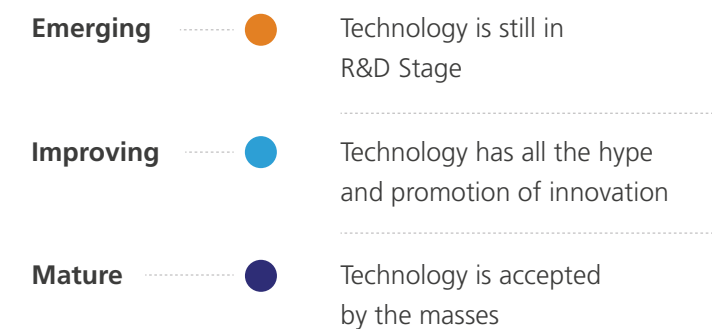 Emerging
Technology is still in
R&D Stage
Improving
Technology has all the hype
and promotion of innovation
Mature
Technology is accepted
by the masses